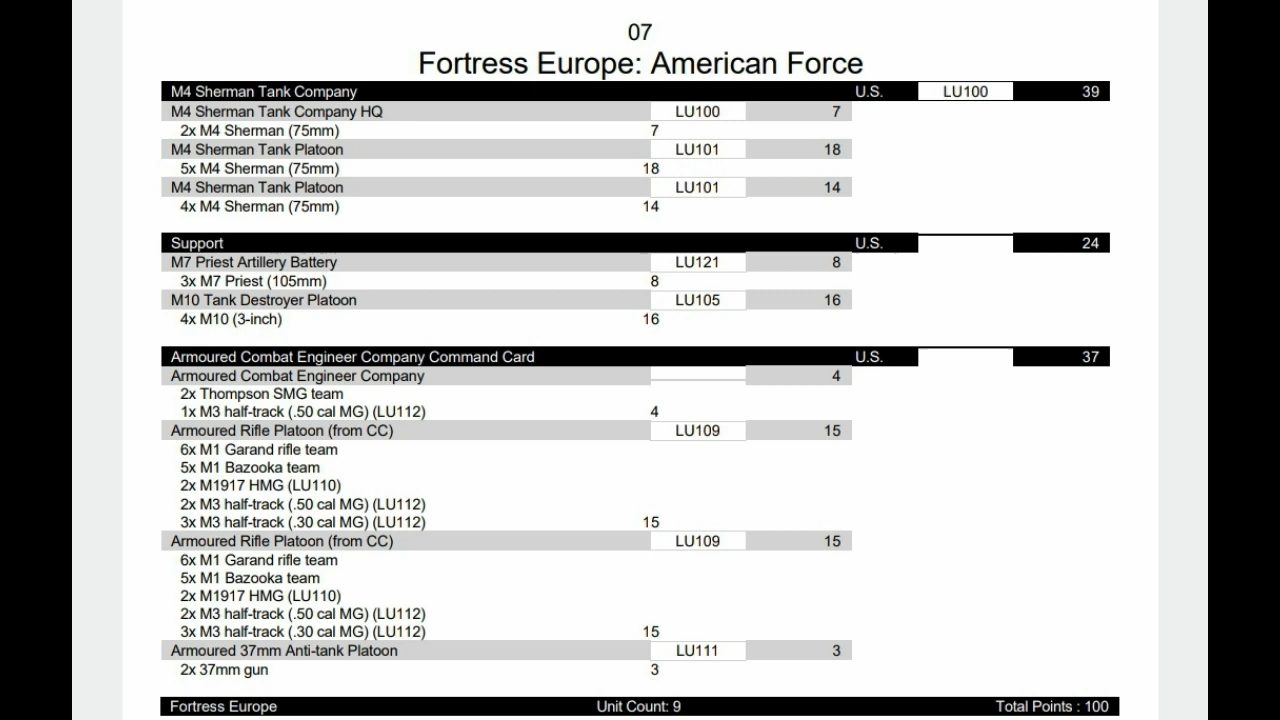 07
Fortress Europe: American Force
M4 Sherman Tank Company U.S. LU100 39
M4 Sherman Tank Company HQ LU100 7
2x M4 Sherman (75mm) 7
M4 Sherman Tank Platoon LU101 18
5x M4 Sherman (75mm) 18
M4 Sherman Tank Platoon LU101 14
4x M4 Sherman (75mm) 14
Support U.S. 24
M7 Priest Artillery Battery LU121 8
3x M7 Priest (105mm) 8
M10 Tank Destroyer Platoon LU105 16
4x M10 (3-inch) 16
Armoured Combat Engineer Company Command Card U.S. 37
Armoured Combat Engineer Company 4
2x Thompson SMG team
1x M3 half-track (.50 cal MG) (LU112) 4
Armoured Rifle Platoon (from CC) LU109 15
6x M1 Garand rifle team
5x M1 Bazooka team
2x M1917 HMG (LU110)
2x M3 half-track (.50 cal MG) (LU112)
3x M3 half-track (.30 cal MG) (LU112) 15
Armoured Rifle Platoon (from CC) LU109 15
6x M1 Garand rifle team
5x M1 Bazooka team
2x M1917 HMG (LU110)
2x M3 half-track (.50 cal MG) (LU112)
3x M3 half-track (.30 cal MG) (LU112) 15
Armoured 37mm Anti-tank Platoon LU111 3
2x 37mm gun 3
Fortress Europe Unit Count: 9 Total Points : 100